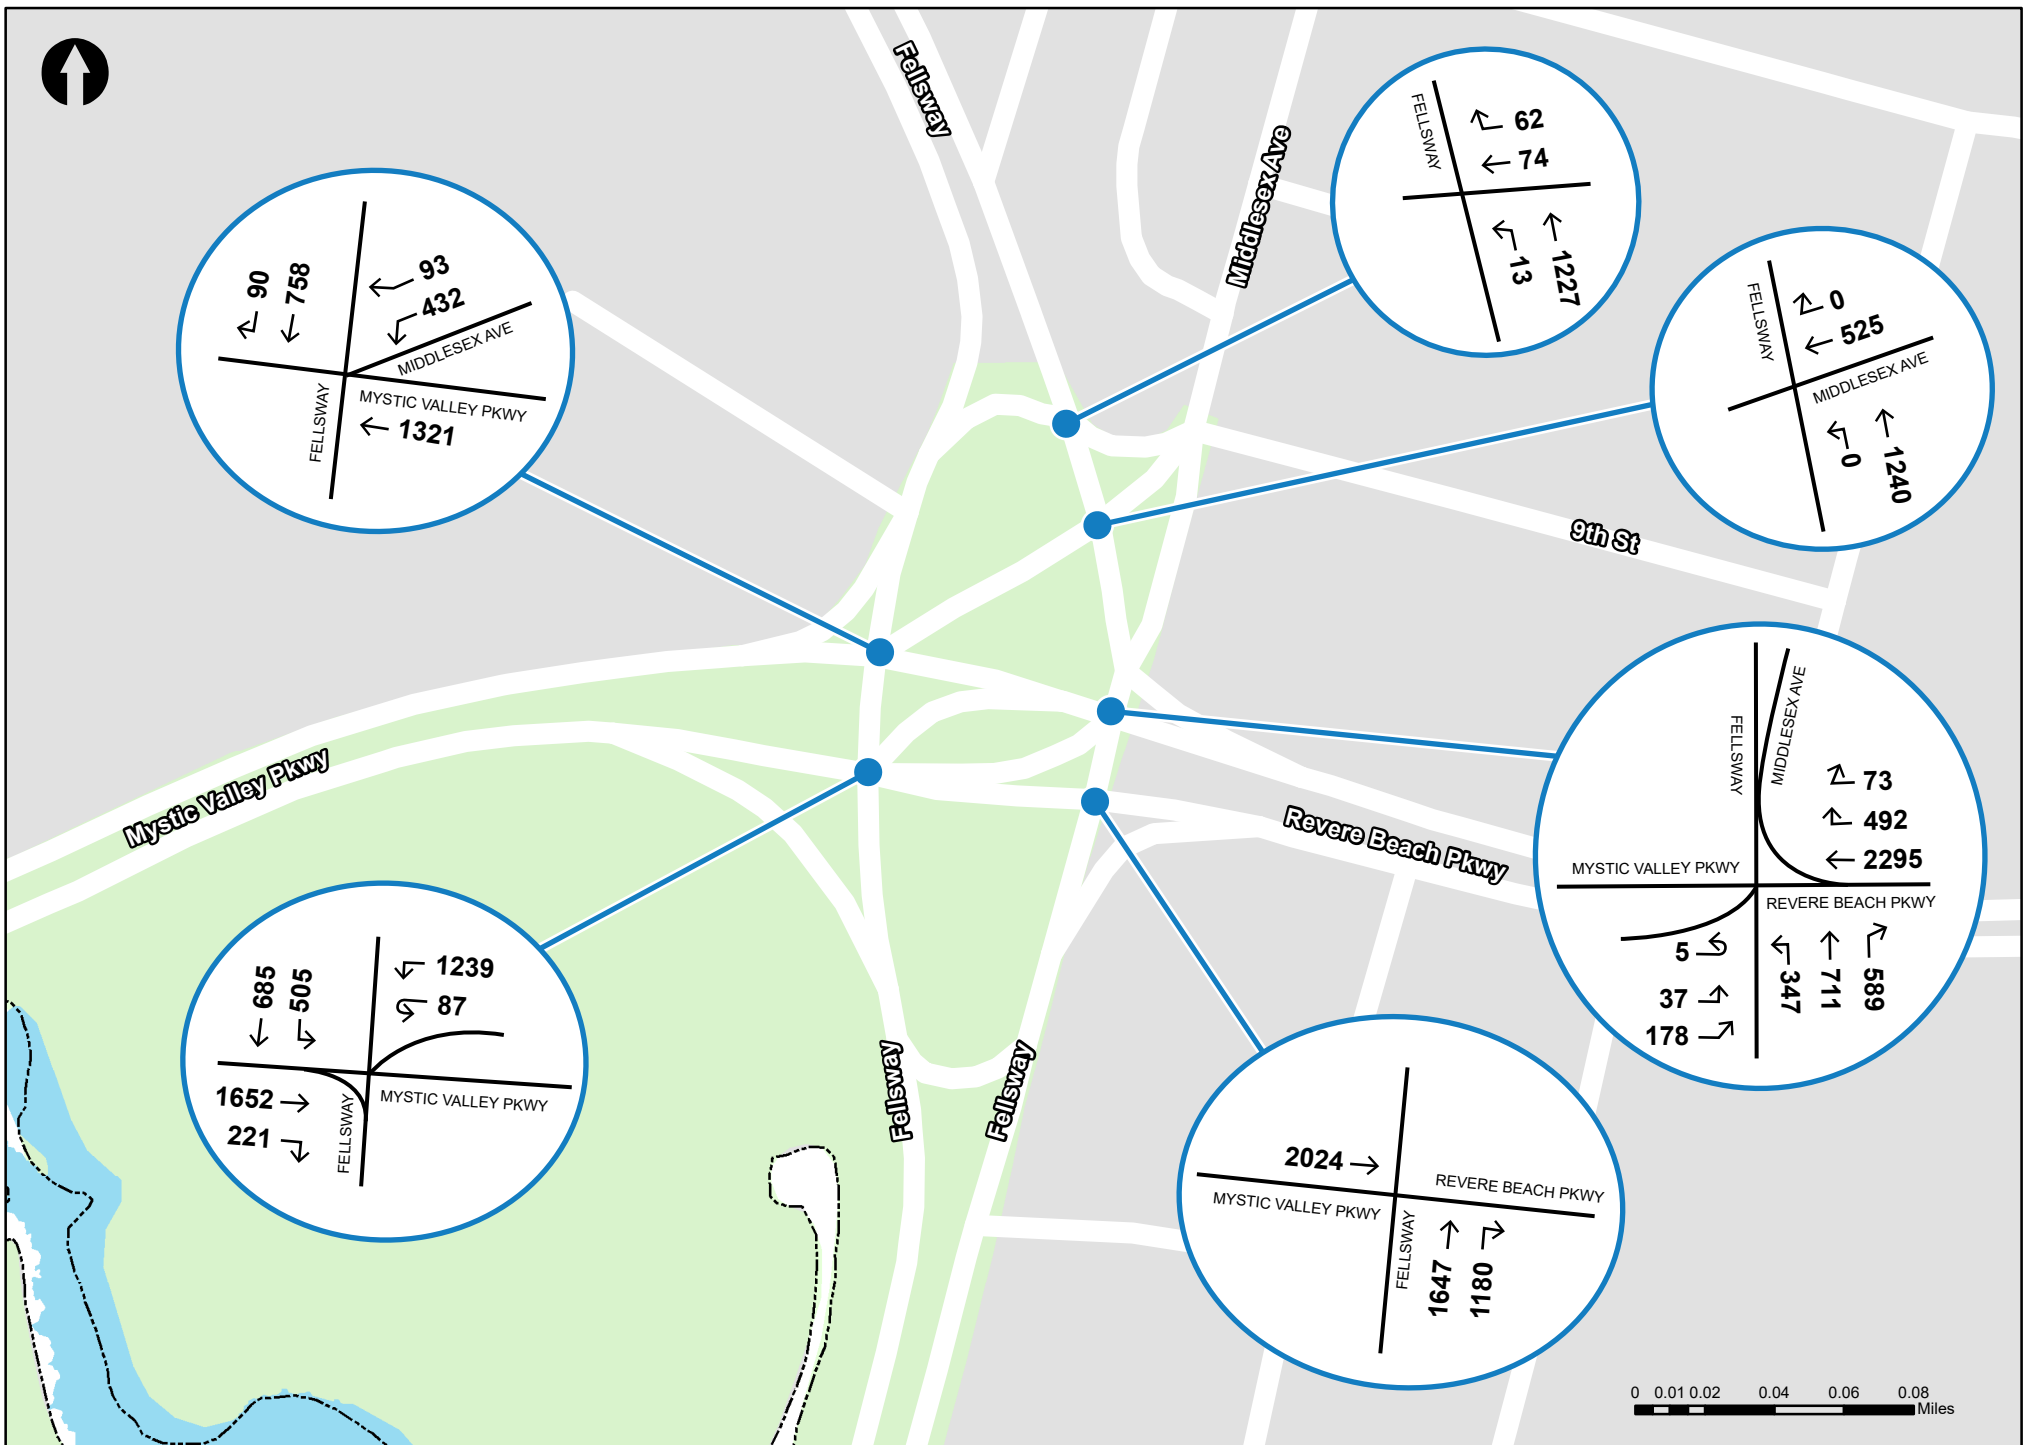 Fellsway
Middlesex Ave
9th St
Mystic Valley Pkwy
Revere Beach Pkwy
Fellsway
Fellsway
FELLSWAY
62
74
13
1227
90
758
93
432
MIDDLESEX AVE
MYSTIC VALLEY PKWY
FELLSWAY
1321
FELLSWAY
0
525
MIDDLESEX AVE
0
1240
FELLSWAY
MIDDLESEX AVE
73
492
2295
MYSTIC VALLEY PKWY
REVERE BEACH PKWY
5
37
178
347
711
589
685
505
1239
87
1652
221
MYSTIC VALLEY PKWY
FELLSWAY
2024
REVERE BEACH PKWY
MYSTIC VALLEY PKWY
FELLSWAY
1647
1180
0 0.01 0.02 0.04 0.06 0.08
Miles